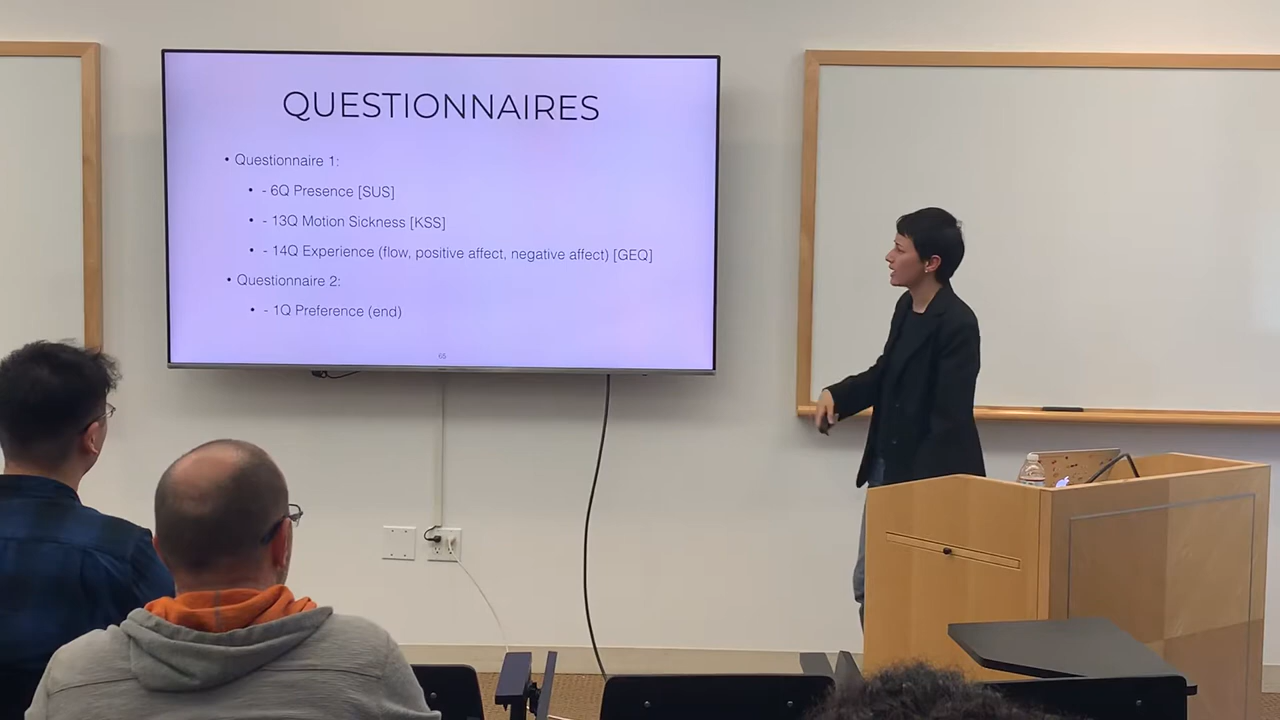 QUESTIONNAIRES
• Questionnaire 1:
• - 6Q Presence [SUS]
• - 13Q Motion Sickness [KSS]
• - 14Q Experience (flow, positive affect, negative affect) [GEQ]
• Questionnaire 2:
• - 1Q Preference (end)
65